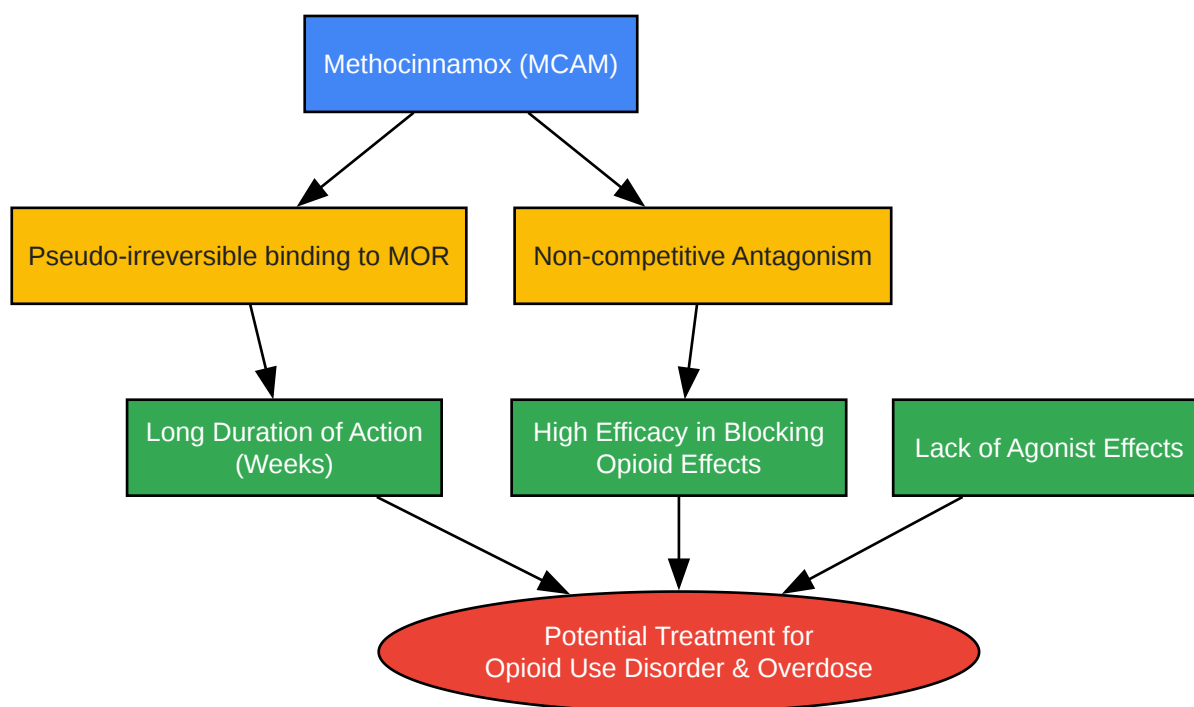 Methocinnamox (MCAM)
Pseudo-irreversible binding to MOR
Non-competitive Antagonism
Long Duration of Action
(Weeks)
High Efficacy in Blocking
Opioid Effects
Lack of Agonist Effects
Potential Treatment for
Opioid Use Disorder & Overdose